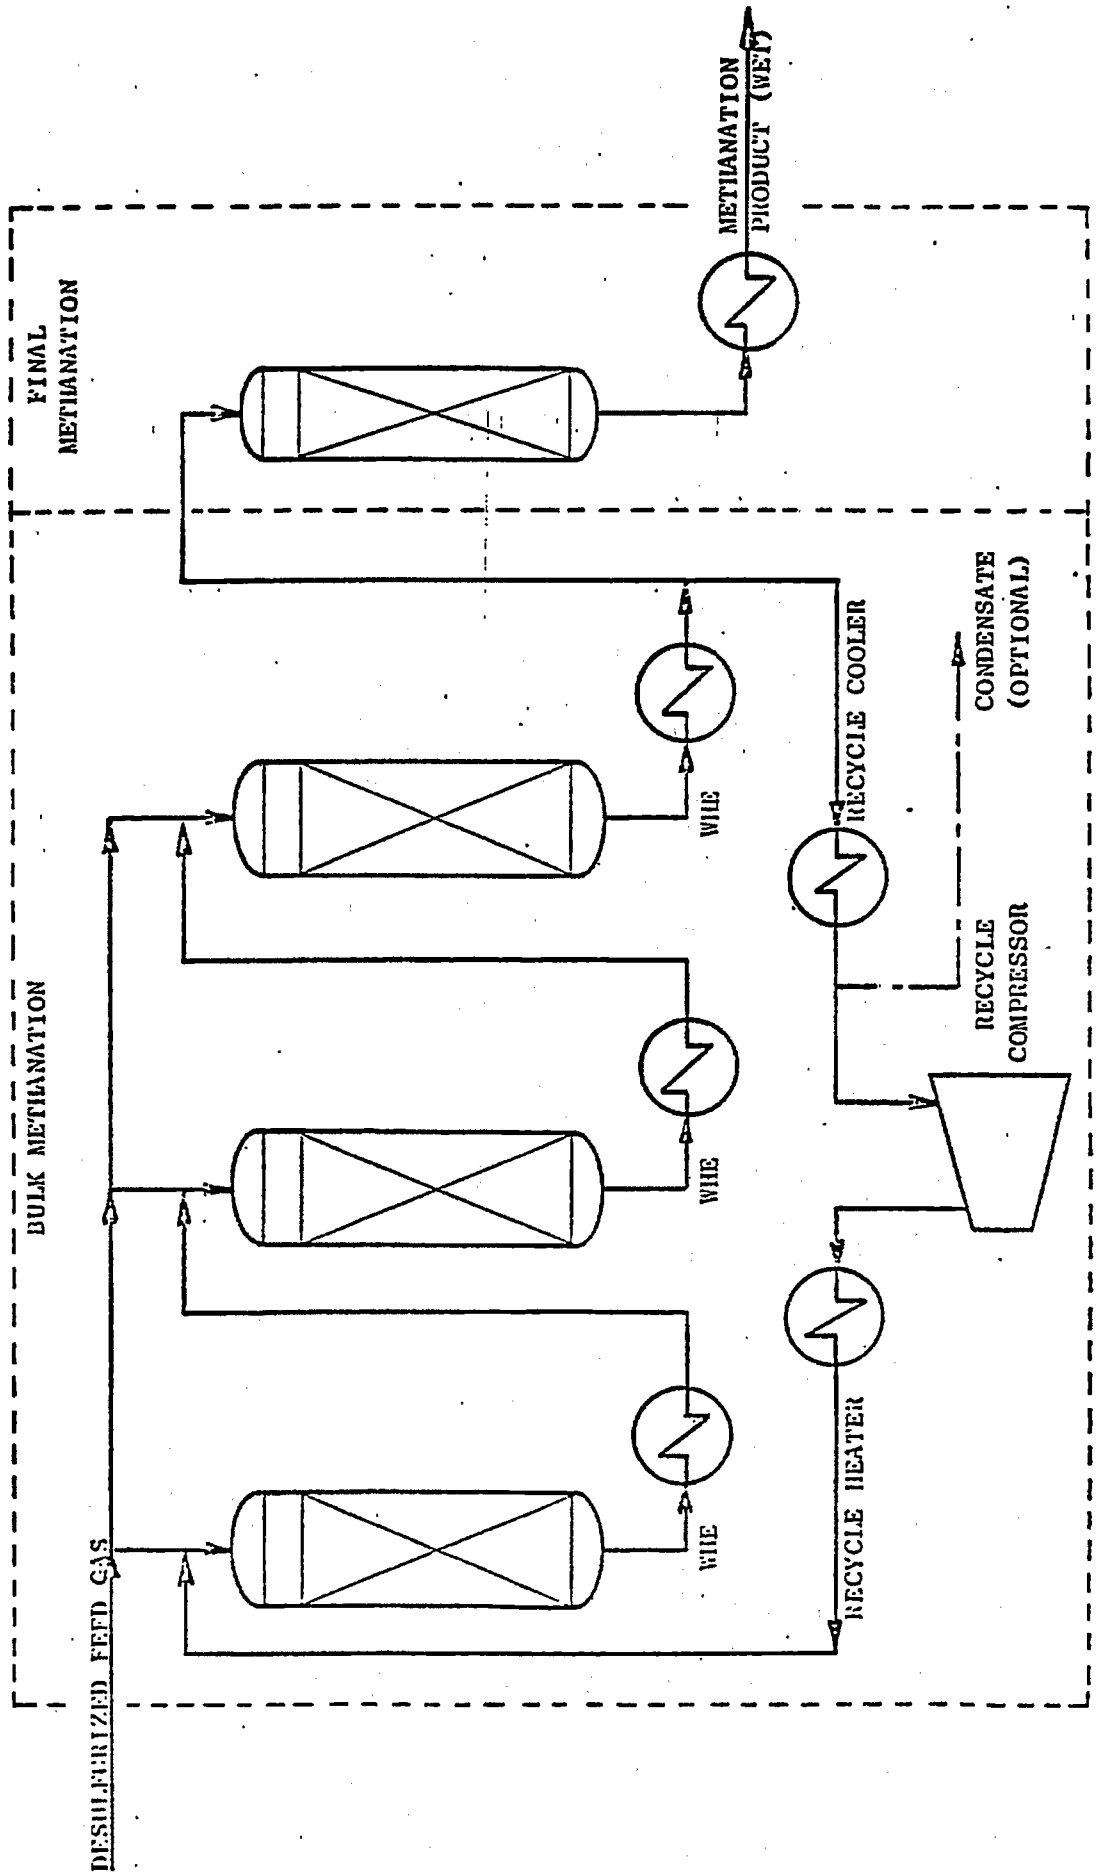 DESULFURIZED FEED GAS
BULK METHANATION
FINAL
METHANATION
WHE
WHE
WHE
METHANATION
PRODUCT (WET)
RECYCLE HEATER
RECYCLE COOLER
RECYCLE
COMPRESSOR
CONDENSATE
(OPTIONAL)